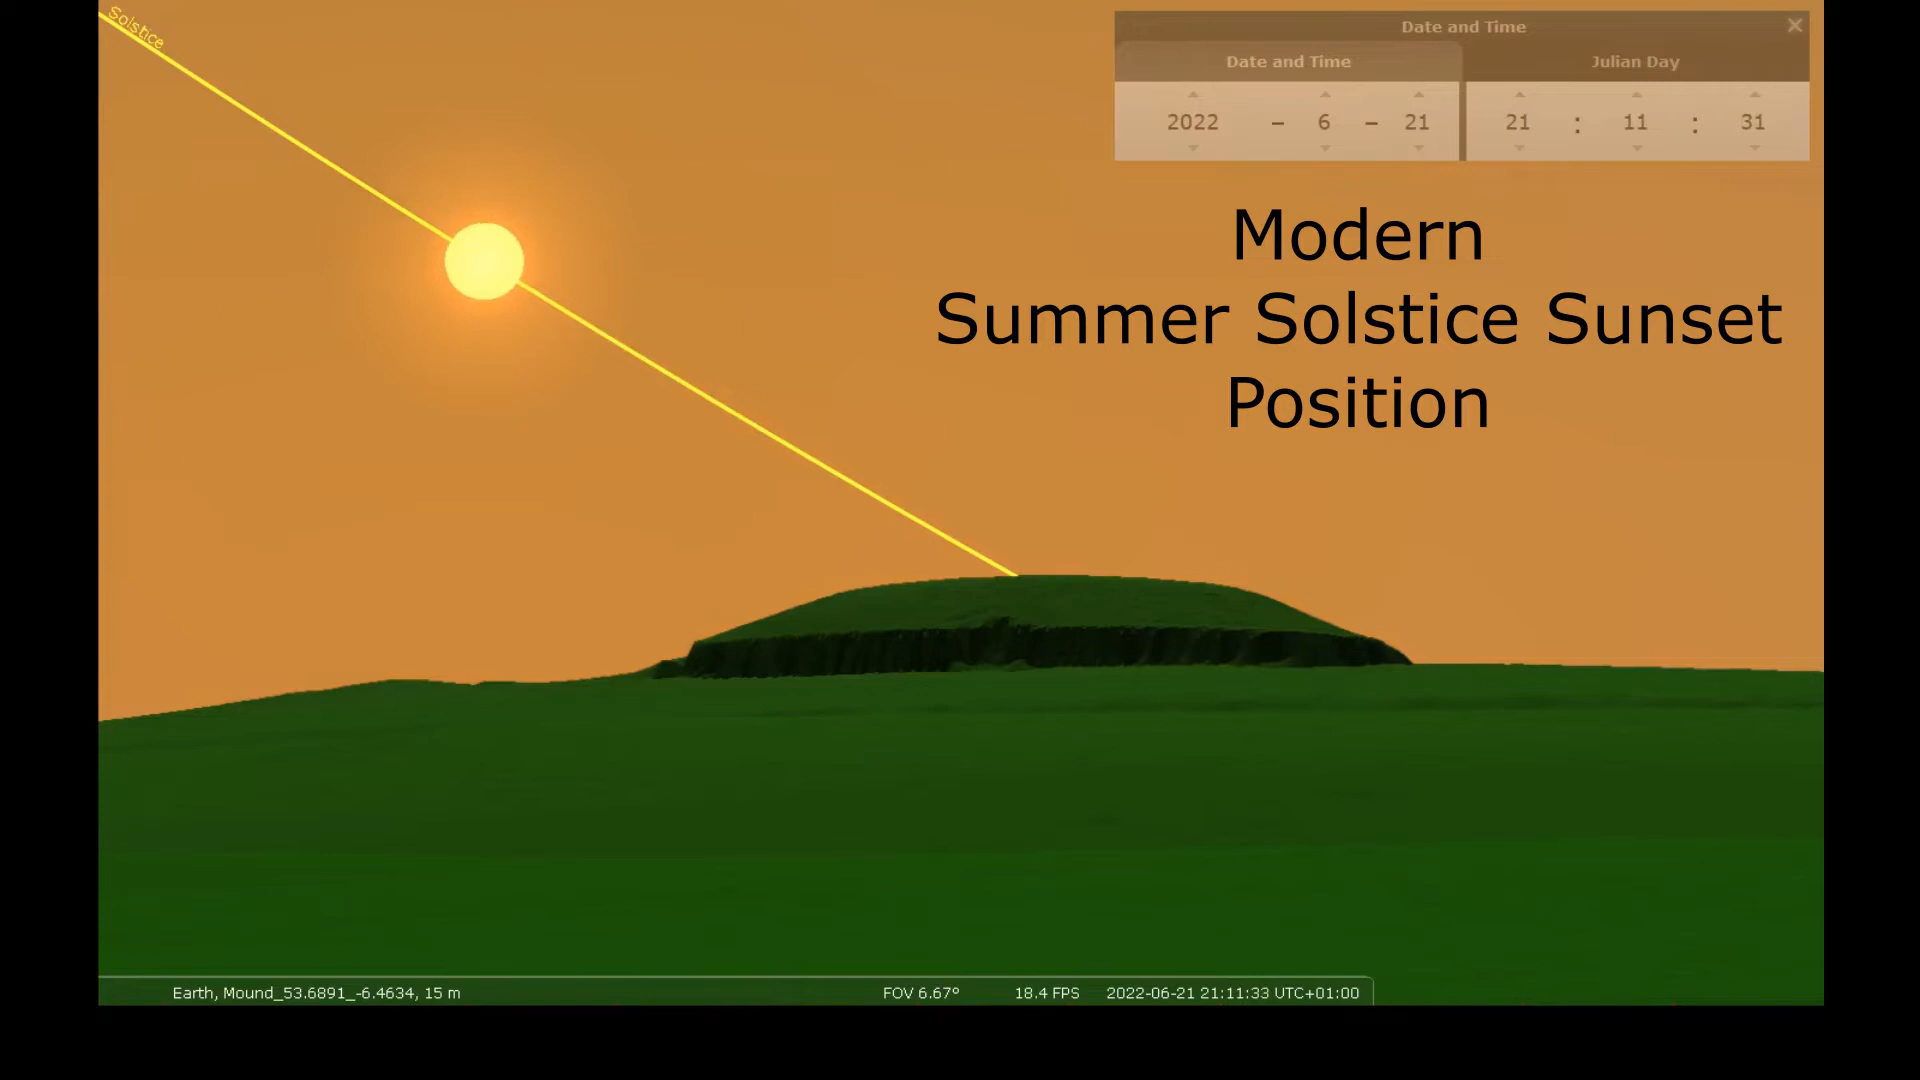 Solstice
Date and Time
Date and Time
Julian Day
2022 - 6 - 21
21 : 11 : 31
Modern
Summer Solstice Sunset
Position
Earth, Mound_53.6891_-6.4634, 15 m
FOV 6.67°
18.4 FPS
2022-06-21 21:11:33 UTC+01:00